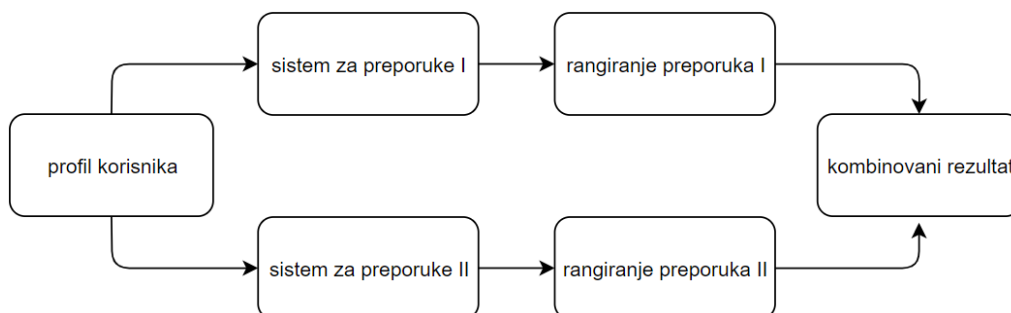 sistem za preporuke I
rangiranje preporuka I
profil korisnika
kombinovani rezultat
sistem za preporuke II
rangiranje preporuka II